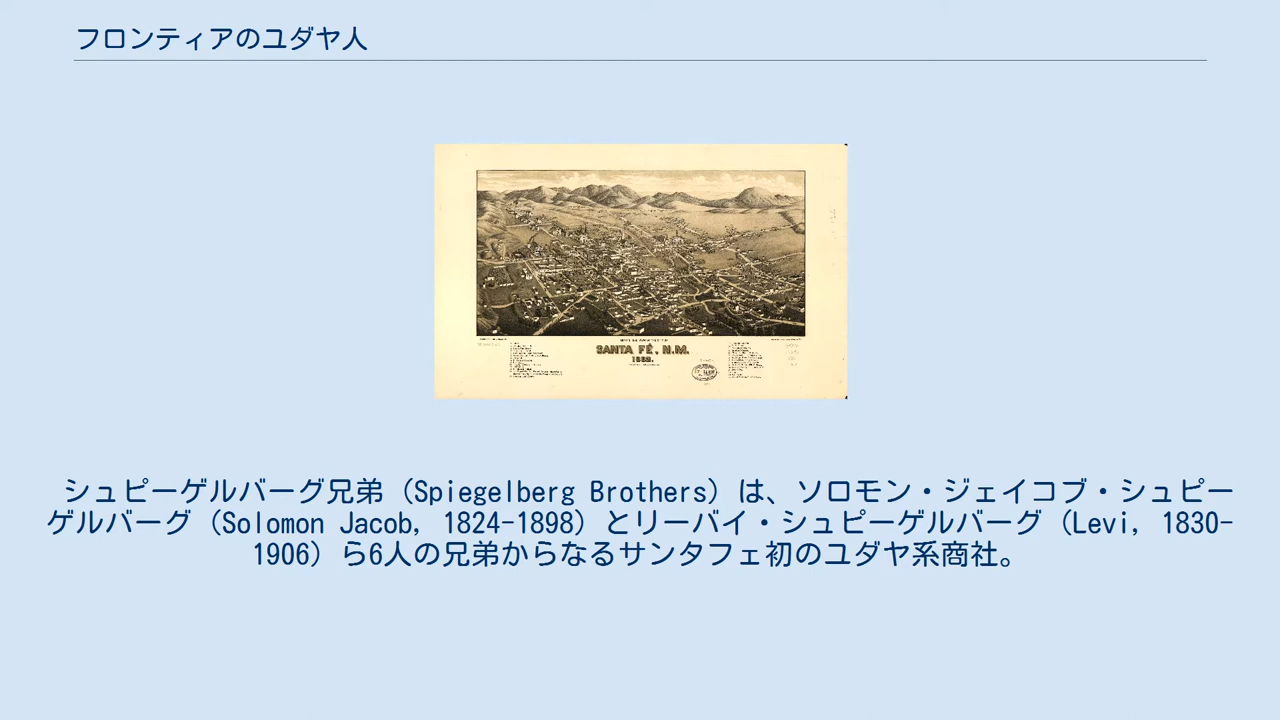 フロンティアのユダヤ人
SANTA FÉ, N.M.
シュピーゲルバーグ兄弟（Spiegelberg Brothers）は、ソロモン・ジェイコブ・シュピー
ゲルバーグ（Solomon Jacob, 1824-1898）とリーバイ・シュピーゲルバーグ（Levi, 1830-
1906）ら6人の兄弟からなるサンタフェ初のユダヤ系商社。